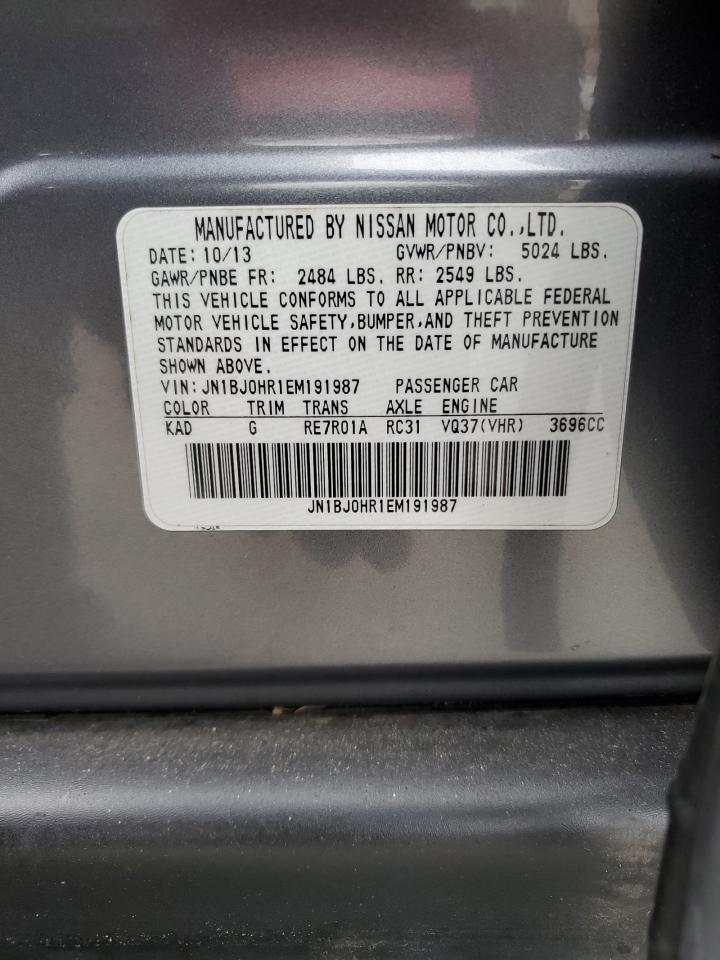 MANUFACTURED BY NISSAN MOTOR CO.,LTD.
DATE: 10/13 GVWR/PNBV: 5024 LBS.
GAWR/PNBE FR: 2484 LBS. RR: 2549 LBS.
THIS VEHICLE CONFORMS TO ALL APPLICABLE FEDERAL
MOTOR VEHICLE SAFETY,BUMPER,AND THEFT PREVENTION
STANDARDS IN EFFECT ON THE DATE OF MANUFACTURE
SHOWN ABOVE.
VIN: JN1BJ0HR1EM191987 PASSENGER CAR
COLOR TRIM TRANS AXLE ENGINE
KAD G RE7R01A RC31 VQ37(VHR) 3696CC
JN1BJ0HR1EM191987